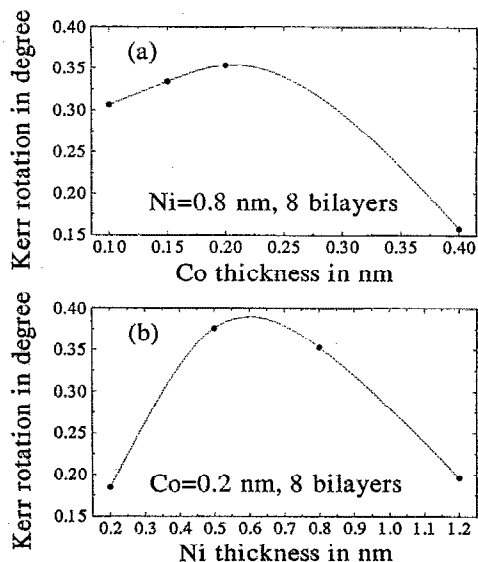 Kerr rotation in degree
0.40
0.35
0.30
0.25
0.20
0.15
(a)
Ni=0.8 nm, 8 bilayers
0.10 0.15 0.20 0.25 0.30 0.35 0.40
Co thickness in nm
Kerr rotation in degree
0.40
0.35
0.30
0.25
0.20
0.15
(b)
Co=0.2 nm, 8 bilayers
0.2 0.3 0.4 0.5 0.6 0.7 0.8 0.9 1.0 1.1 1.2
Ni thickness in nm